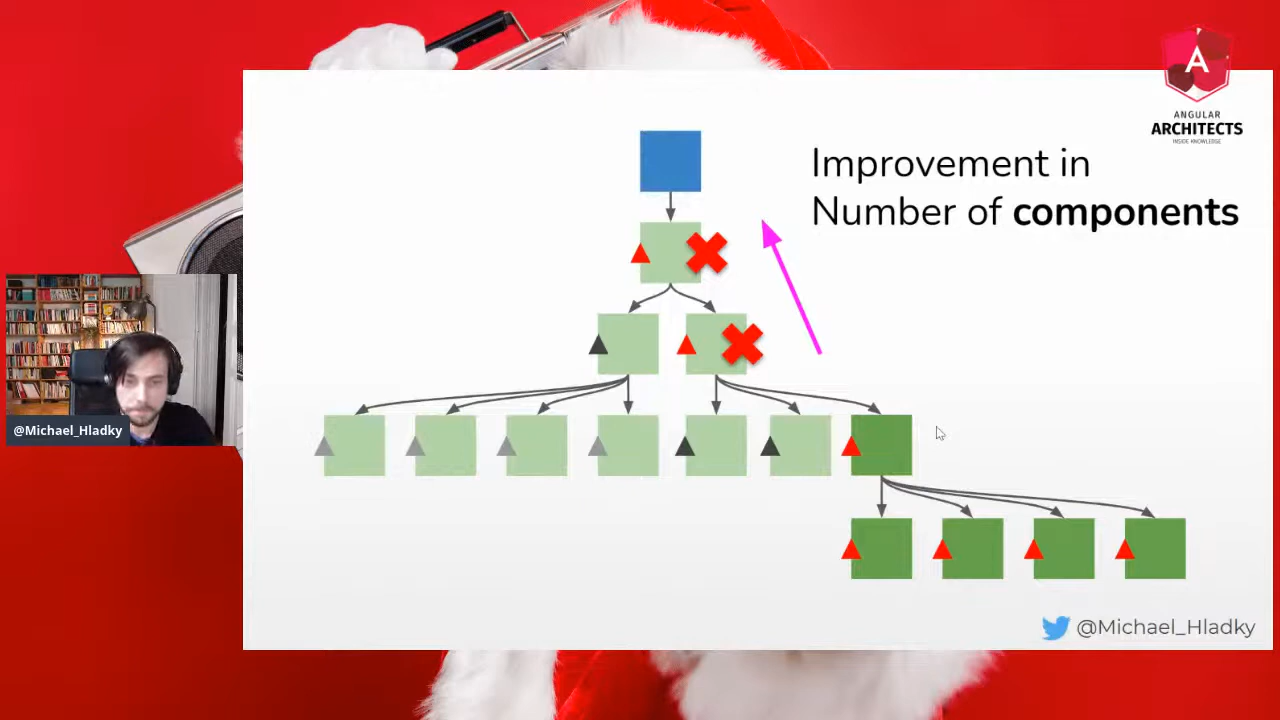 A
ANGULAR
ARCHITECTS
INSIDE KNOWLEDGE
Improvement in
Number of components
@Michael_Hladky
@Michael_Hladky